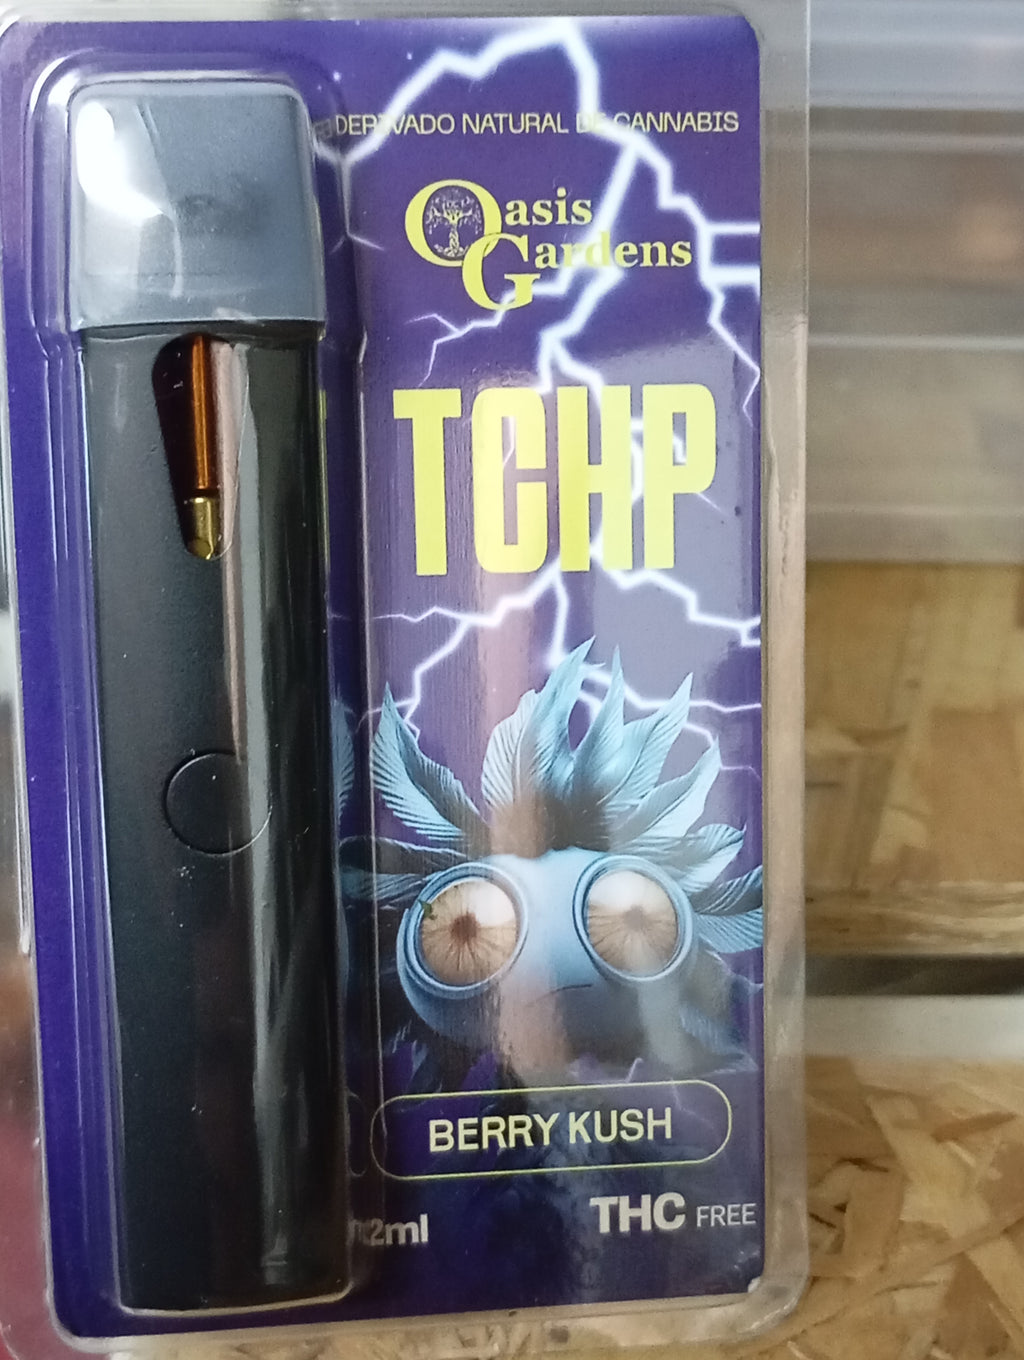 DERIVADO NATURAL DE CANNABIS
Oasis
Gardens
TCHP
BERRY KUSH
2ml
THC FREE